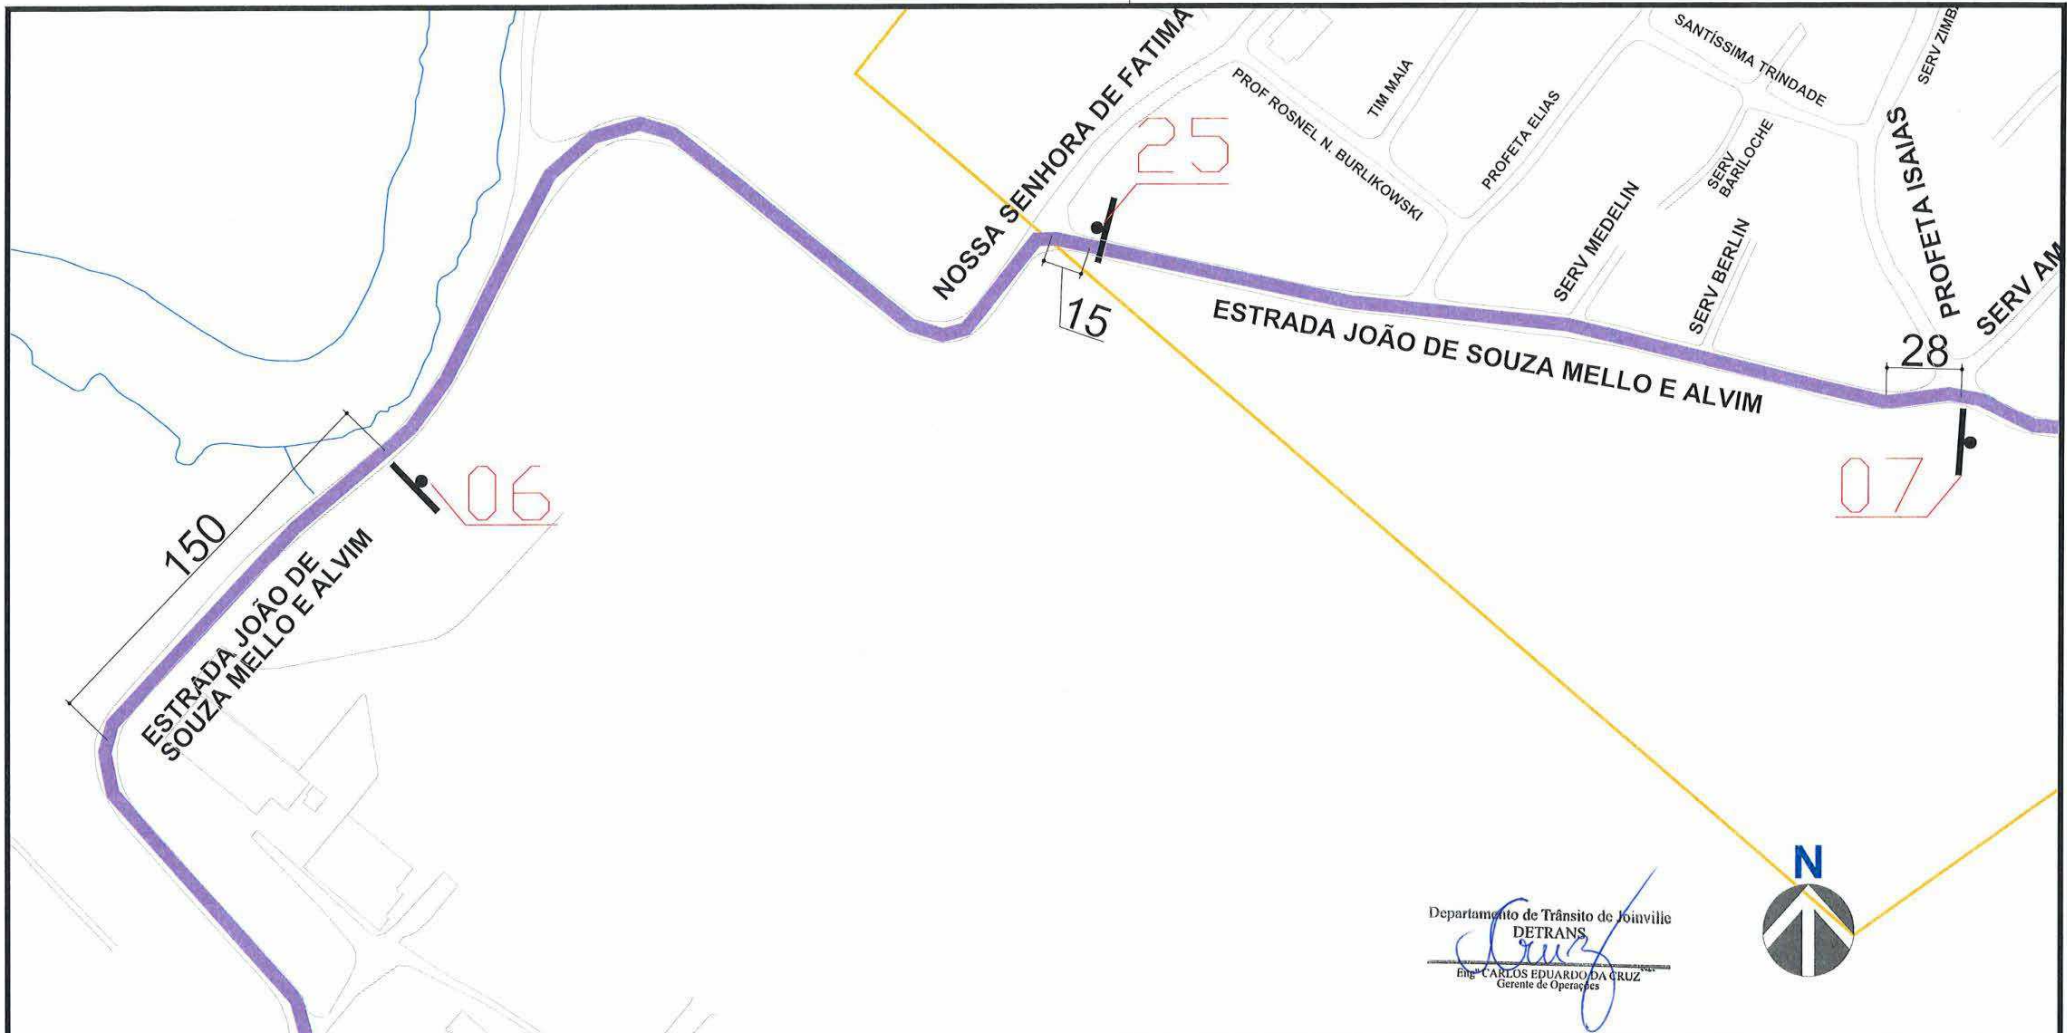 NOSSA SENHORA DE FATIMA
25
PROF ROSNEL N. BURLIKOWSKI
TIM MAIA
PROFETA ELIAS
SANTÍSSIMA TRINDADE
SERV
BARILOCHE
PROFETA ISAIAS
SERV MEDELIN
SERV BERLIN
SERV AM
28
15
ESTRADA JOÃO DE SOUZA MELLO E ALVIM
07
06
150
ESTRADA JOÃO DE
SOUZA MELLO E ALVIM
N
Departamento de Trânsito de Joinville
DETRANS
Engº CARLOS EDUARDO DA CRUZ
Gerente de Operações